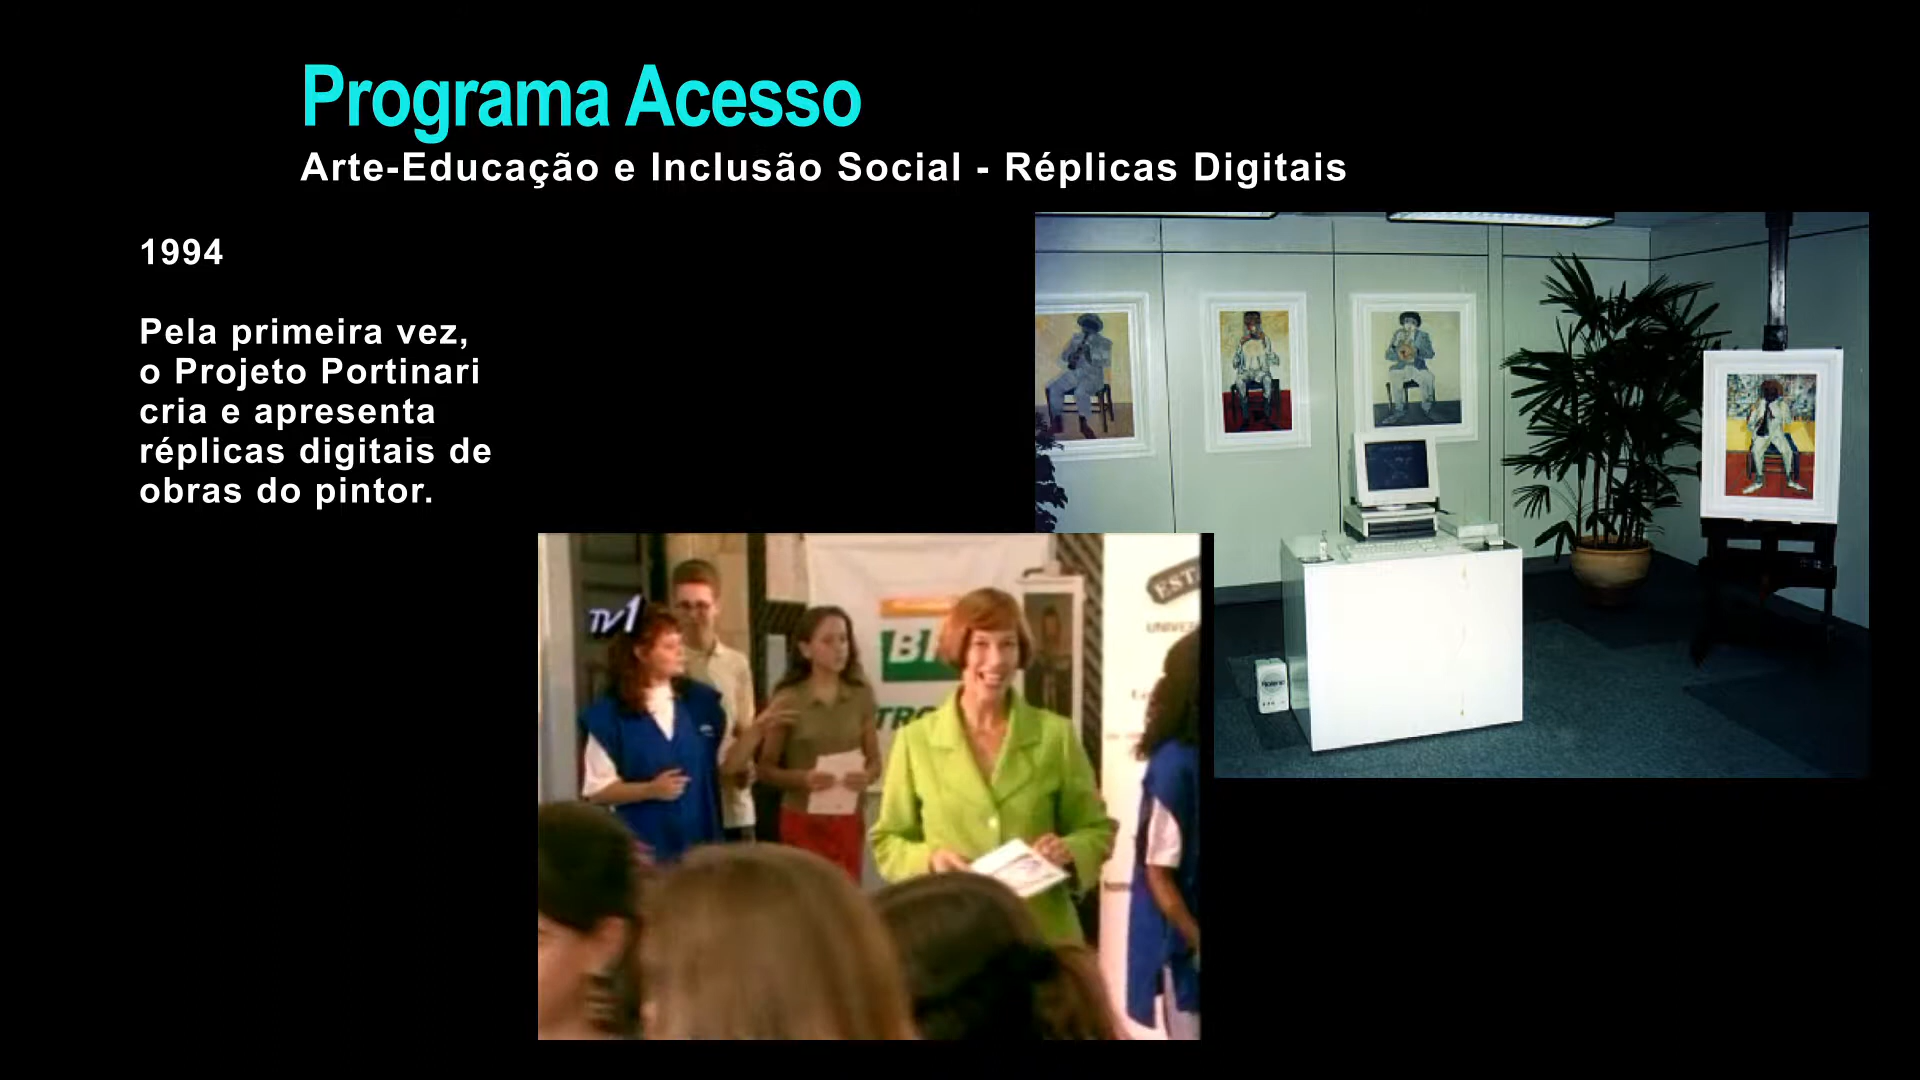 Programa Acesso
Arte-Educação e Inclusão Social - Réplicas Digitais
1994
Pela primeira vez,
o Projeto Portinari
cria e apresenta
réplicas digitais de
obras do pintor.
TV1